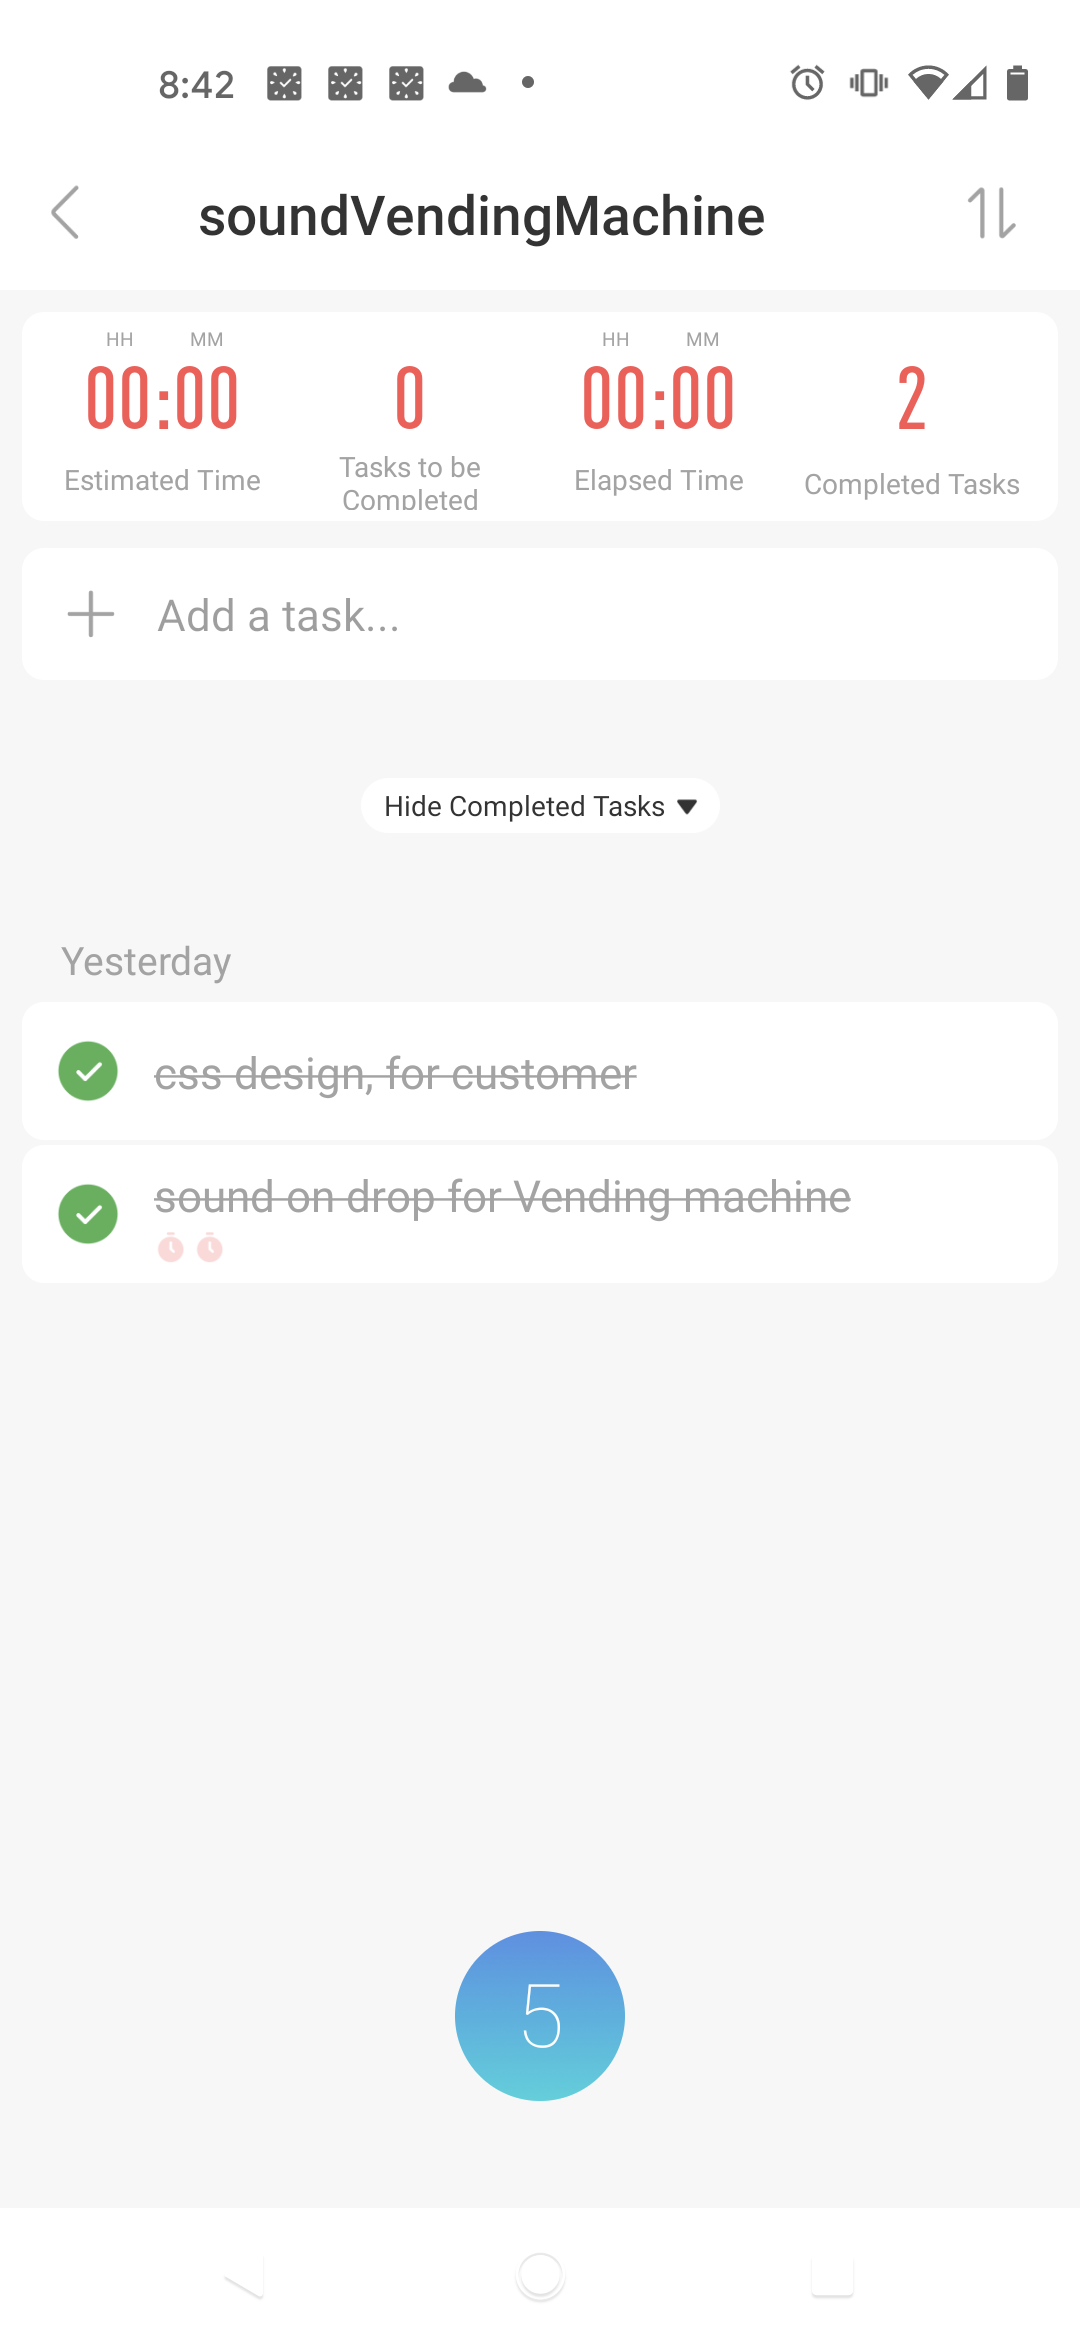 8:42
soundVendingMachine
HH MM HH MM
00:00 0 00:00 2
Estimated Time
Tasks to be
Completed
Elapsed Time
Completed Tasks
Add a task...
Hide Completed Tasks
Yesterday
css design, for customer
sound on drop for Vending machine
5